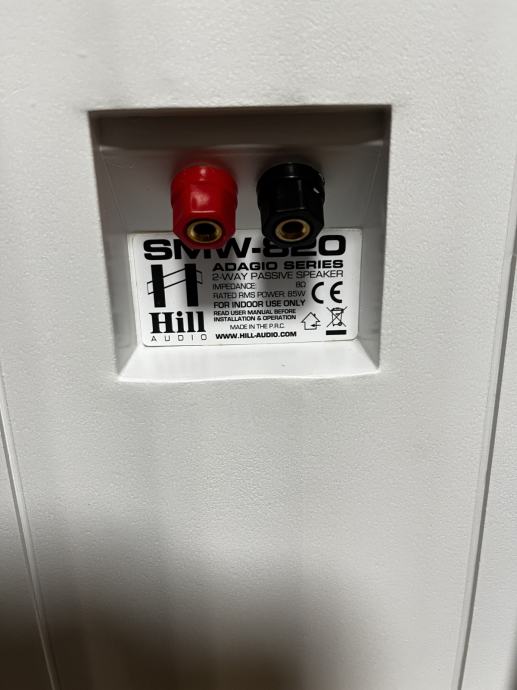 SMW-820
ADAGIO SERIES
2-WAY PASSIVE SPEAKER
IMPEDANCE: 8Ω
RATED RMS POWER: 85W
CE
FOR INDOOR USE ONLY
READ USER MANUAL BEFORE
INSTALLATION & OPERATION
MADE IN THE P.R.C.
WWW.HILL-AUDIO.COM
Hill
AUDIO